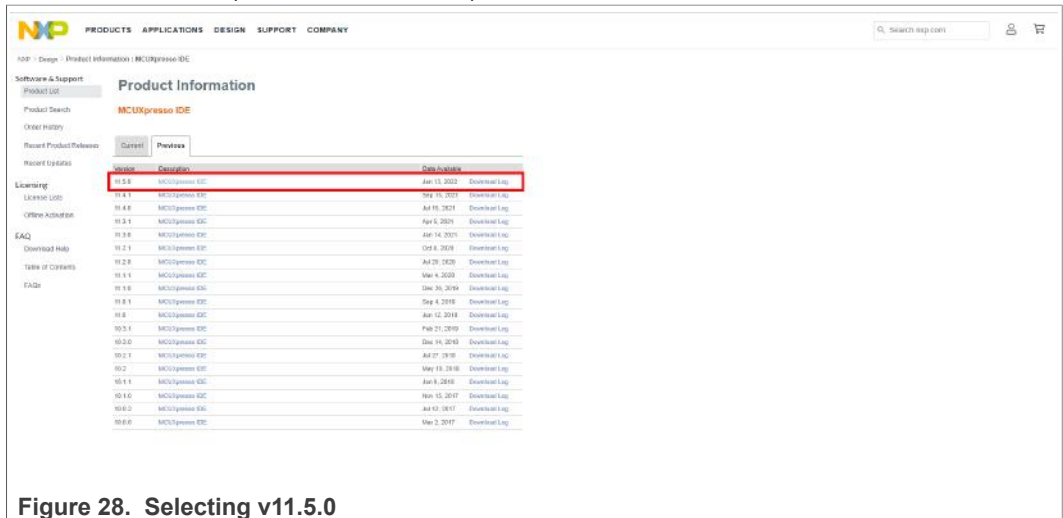 NXP PRODUCTS APPLICATIONS DESIGN SUPPORT COMPANY Search nxp.com
NXP > Design > Product Information : MCUXpresso IDE
Software & Support
Product List
Product Search
Order History
Recent Product Releases
Recent Updates
Licensing
License Lists
Offline Activation
FAQ
Download Help
Table of Contents
FAQs
Product Information
MCUXpresso IDE
Current Previous
Version Description Date Available
11.5.0 MCUXpresso IDE Jan 13, 2022 Download Log
11.4.1 MCUXpresso IDE Sep 15, 2021 Download Log
11.4.0 MCUXpresso IDE Jul 15, 2021 Download Log
11.3.1 MCUXpresso IDE Apr 5, 2021 Download Log
11.3.0 MCUXpresso IDE Jan 14, 2021 Download Log
11.2.1 MCUXpresso IDE Oct 8, 2020 Download Log
11.2.0 MCUXpresso IDE Jul 20, 2020 Download Log
11.1.1 MCUXpresso IDE Mar 4, 2020 Download Log
11.1.0 MCUXpresso IDE Dec 20, 2019 Download Log
11.0.1 MCUXpresso IDE Sep 4, 2019 Download Log
11.0 MCUXpresso IDE Jun 12, 2019 Download Log
10.3.1 MCUXpresso IDE Feb 21, 2019 Download Log
10.3.0 MCUXpresso IDE Dec 14, 2018 Download Log
10.2.1 MCUXpresso IDE Jul 27, 2018 Download Log
10.2 MCUXpresso IDE May 10, 2018 Download Log
10.1.1 MCUXpresso IDE Jan 8, 2018 Download Log
10.1.0 MCUXpresso IDE Nov 15, 2017 Download Log
10.0.2 MCUXpresso IDE Jul 12, 2017 Download Log
10.0.0 MCUXpresso IDE Mar 2, 2017 Download Log
Figure 28. Selecting v11.5.0